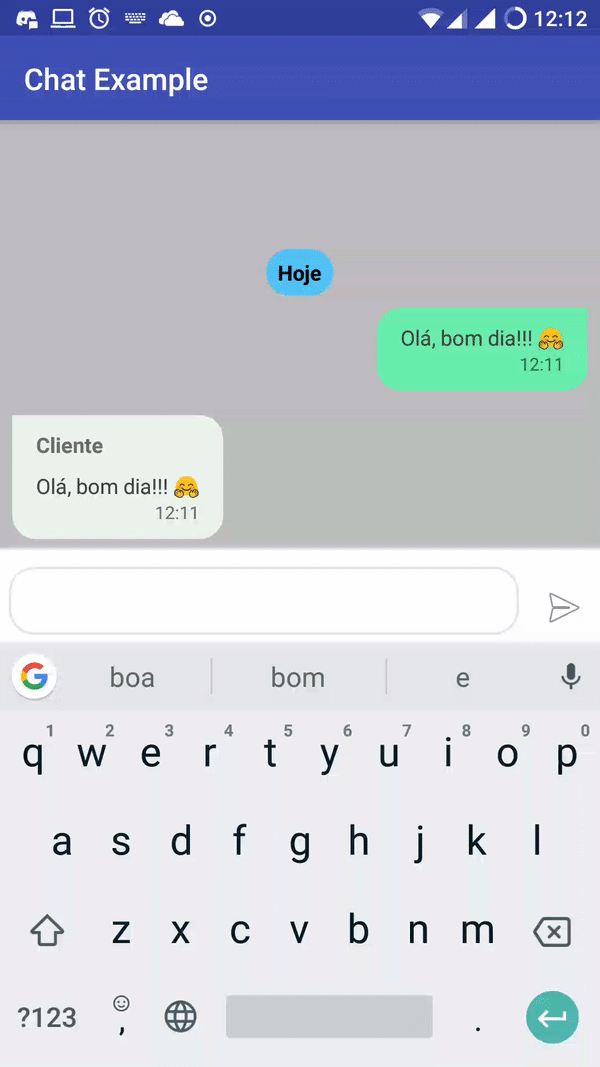 12:12
Chat Example
Hoje
Olá, bom dia!!! 🤗
12:11
Cliente
Olá, bom dia!!! 🤗
12:11
boa bom e
1 2 3 4 5 6 7 8 9 0
q w e r t y u i o p
a s d f g h j k l
z x c v b n m
?123 , .